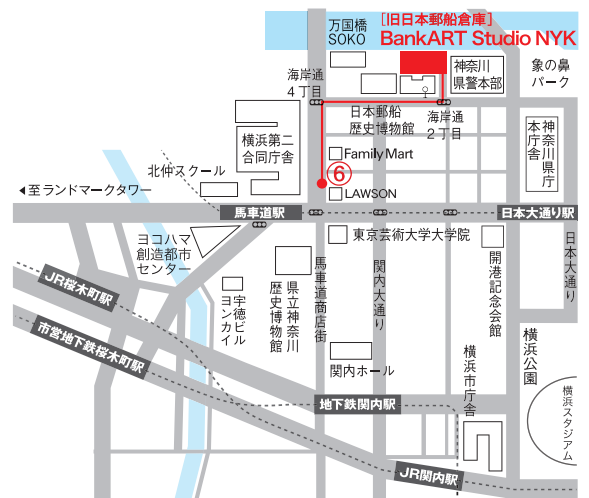 万国橋
SOKO
[旧日本郵船倉庫]
BankART Studio NYK
神奈川
県警本部
象の鼻
パーク
海岸通
4丁目
日本郵船
歴史博物館
海岸通
2丁目
神奈川県庁
本庁舎
横浜第二
合同庁舎
Family Mart
⑥
LAWSON
北仲スクール
至ランドマークタワー
馬車道駅
日本大通り駅
ヨコハマ
創造都市
センター
東京芸術大学大学院
馬車道商店街
関内大通り
開港記念会館
日本大通り
県立神奈川
歴史博物館
宇徳ビル
ヨンカイ
JR桜木町駅
市営地下鉄桜木町駅
関内ホール
横浜市庁舎
横浜公園
横浜スタジアム
地下鉄関内駅
JR関内駅